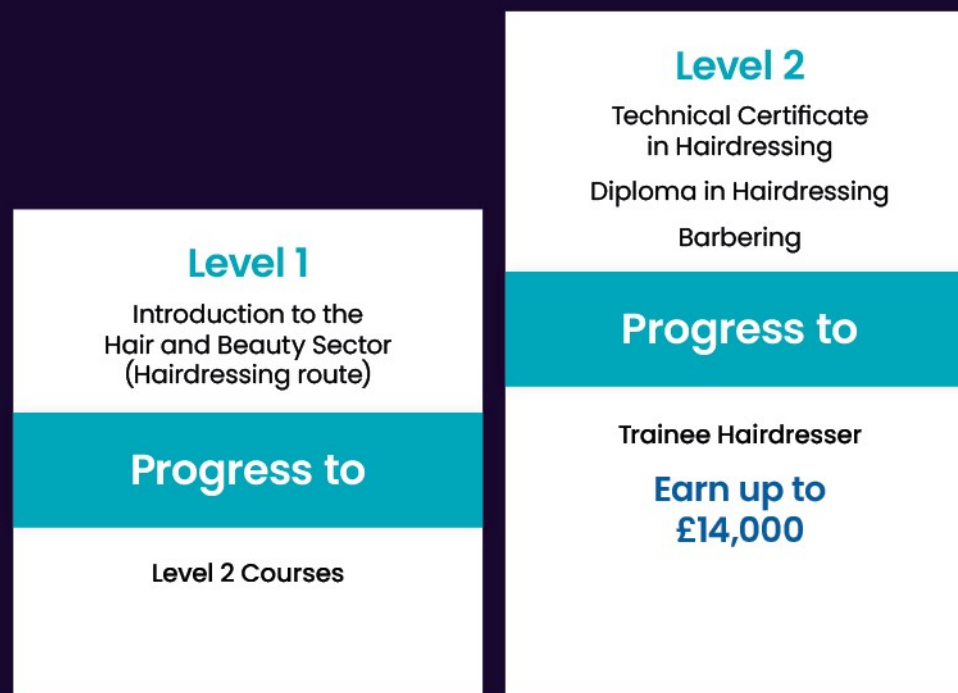 Level 1
Introduction to the
Hair and Beauty Sector
(Hairdressing route)
Progress to
Level 2 Courses
Level 2
Technical Certificate
in Hairdressing
Diploma in Hairdressing
Barbering
Progress to
Trainee Hairdresser
Earn up to
£14,000